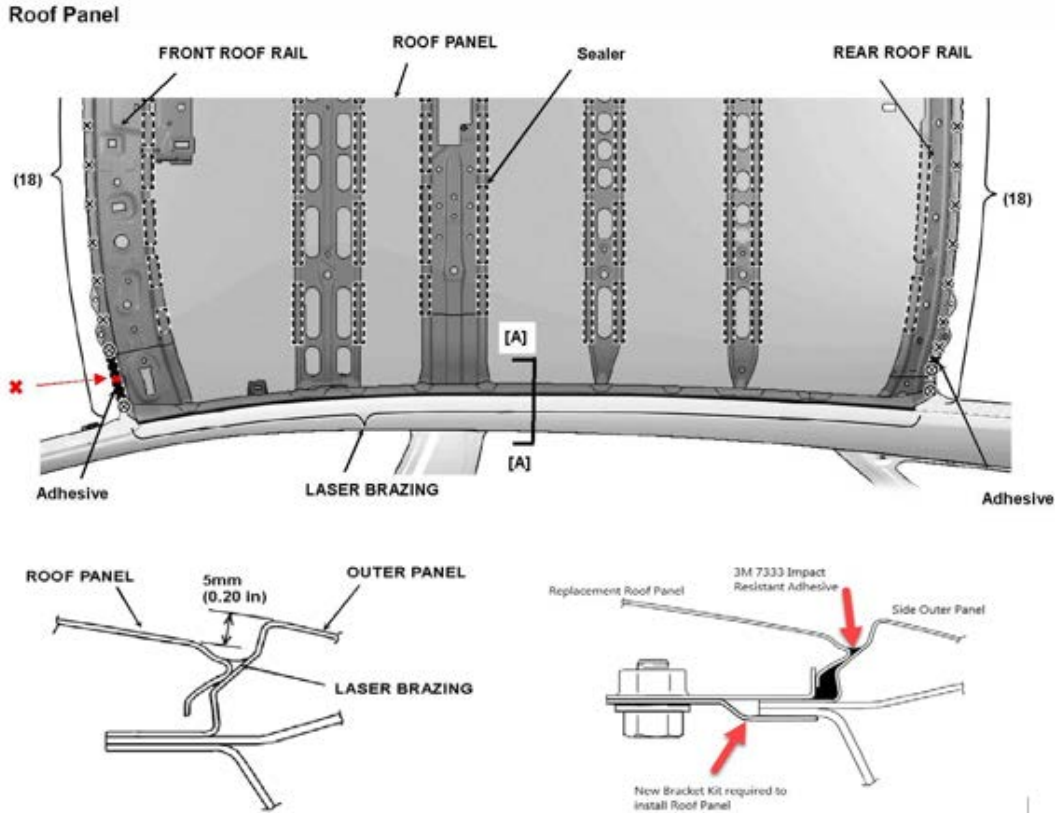 Roof Panel
FRONT ROOF RAIL
ROOF PANEL
Sealer
REAR ROOF RAIL
(18)
(18)
[A]
[A]
Adhesive
LASER BRAZING
Adhesive
ROOF PANEL
5mm
(0.20 in)
OUTER PANEL
LASER BRAZING
3M 7333 Impact
Resistant Adhesive
Replacement Roof Panel
Side Outer Panel
New Bracket Kit required to
install Roof Panel